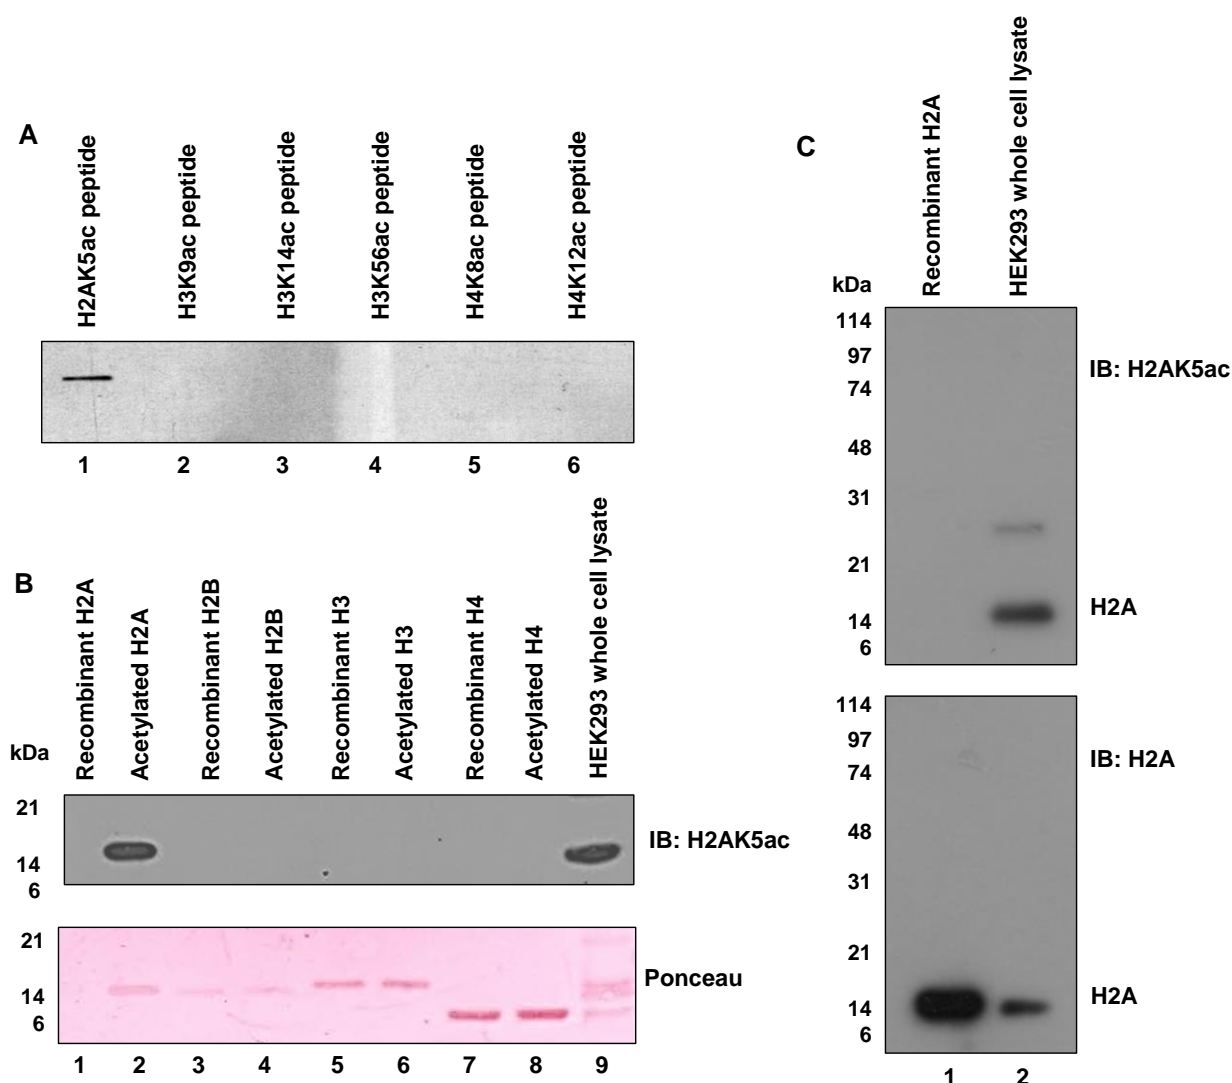 A
H2AK5ac peptide
H3K9ac peptide
H3K14ac peptide
H3K56ac peptide
H4K8ac peptide
H4K12ac peptide
1 2 3 4 5 6
B
Recombinant H2A
Acetylated H2A
Recombinant H2B
Acetylated H2B
Recombinant H3
Acetylated H3
Recombinant H4
Acetylated H4
HEK293 whole cell lysate
kDa
21
14
6
IB: H2AK5ac
21
14
6
Ponceau
1 2 3 4 5 6 7 8 9
C
Recombinant H2A
HEK293 whole cell lysate
kDa
114
97
74
48
31
21
14
6
IB: H2AK5ac
H2A
114
97
74
48
31
21
14
6
IB: H2A
H2A
1 2